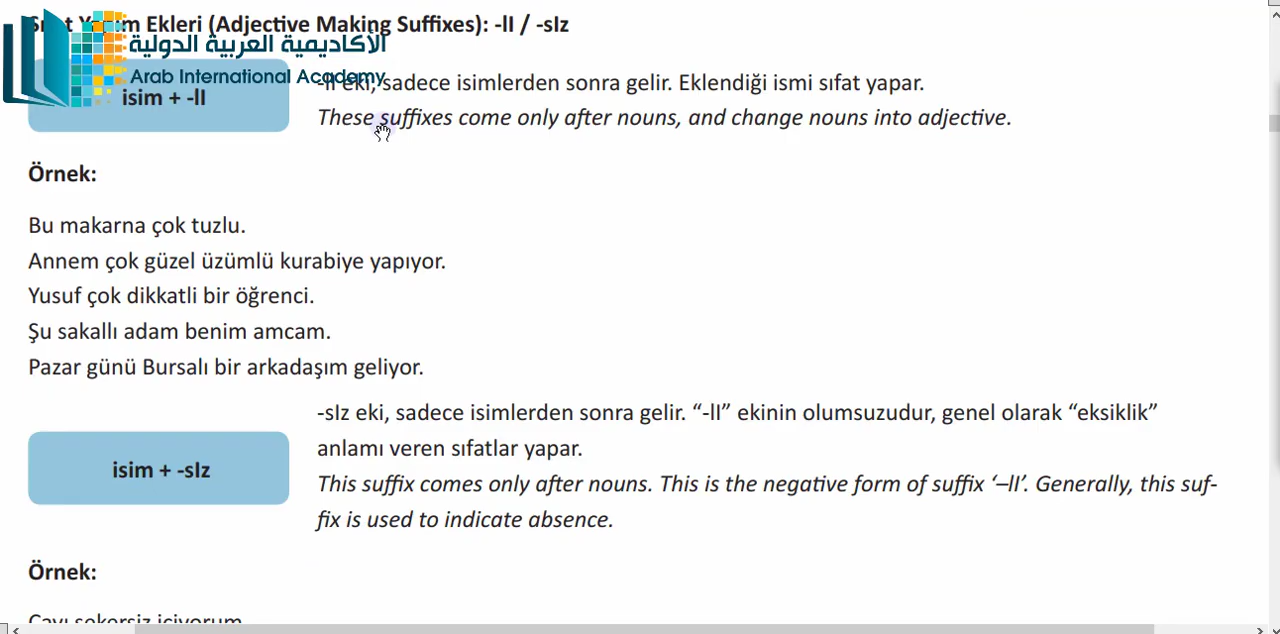 Yapım Ekleri (Adjective Making Suffixes): -lI / -sIz
الأكاديمية العربية الدولية
Arab International Academy
isim + -lI
-lI eki, sadece isimlerden sonra gelir. Eklendiği ismi sıfat yapar.
These suffixes come only after nouns, and change nouns into adjective.
Örnek:
Bu makarna çok tuzlu.
Annem çok güzel üzümlü kurabiye yapıyor.
Yusuf çok dikkatli bir öğrenci.
Şu sakallı adam benim amcam.
Pazar günü Bursalı bir arkadaşım geliyor.
-sIz eki, sadece isimlerden sonra gelir. “-lI” ekinin olumsuzudur, genel olarak “eksiklik”
anlamı veren sıfatlar yapar.
isim + -sIz
This suffix comes only after nouns. This is the negative form of suffix ‘–lI’. Generally, this suf-
fix is used to indicate absence.
Örnek:
Çayı şekersiz içiyorum.